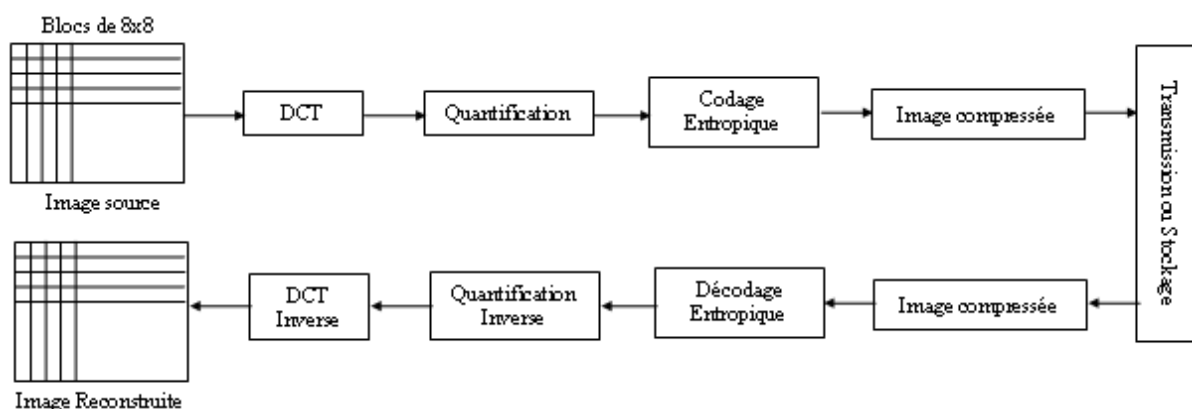 Blocs de 8x8
DCT
Quantification
Codage
Entropique
Image compressée
Transmission ou Stockage
Image source
DCT
Inverse
Quantification
Inverse
Décodage
Entropique
Image compressée
Image Reconstruite